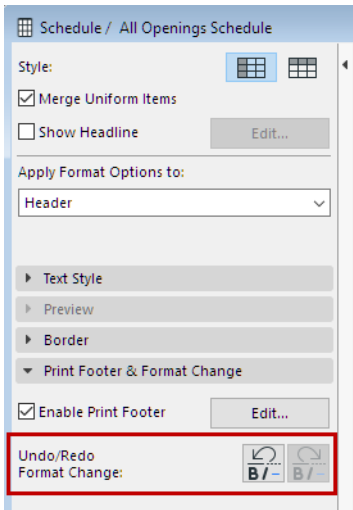 Schedule / All Openings Schedule
Style:
Merge Uniform Items
Show Headline Edit...
Apply Format Options to:
Header
Text Style
Preview
Border
Print Footer & Format Change
Enable Print Footer Edit...
Undo/Redo
Format Change:
B/– B/–